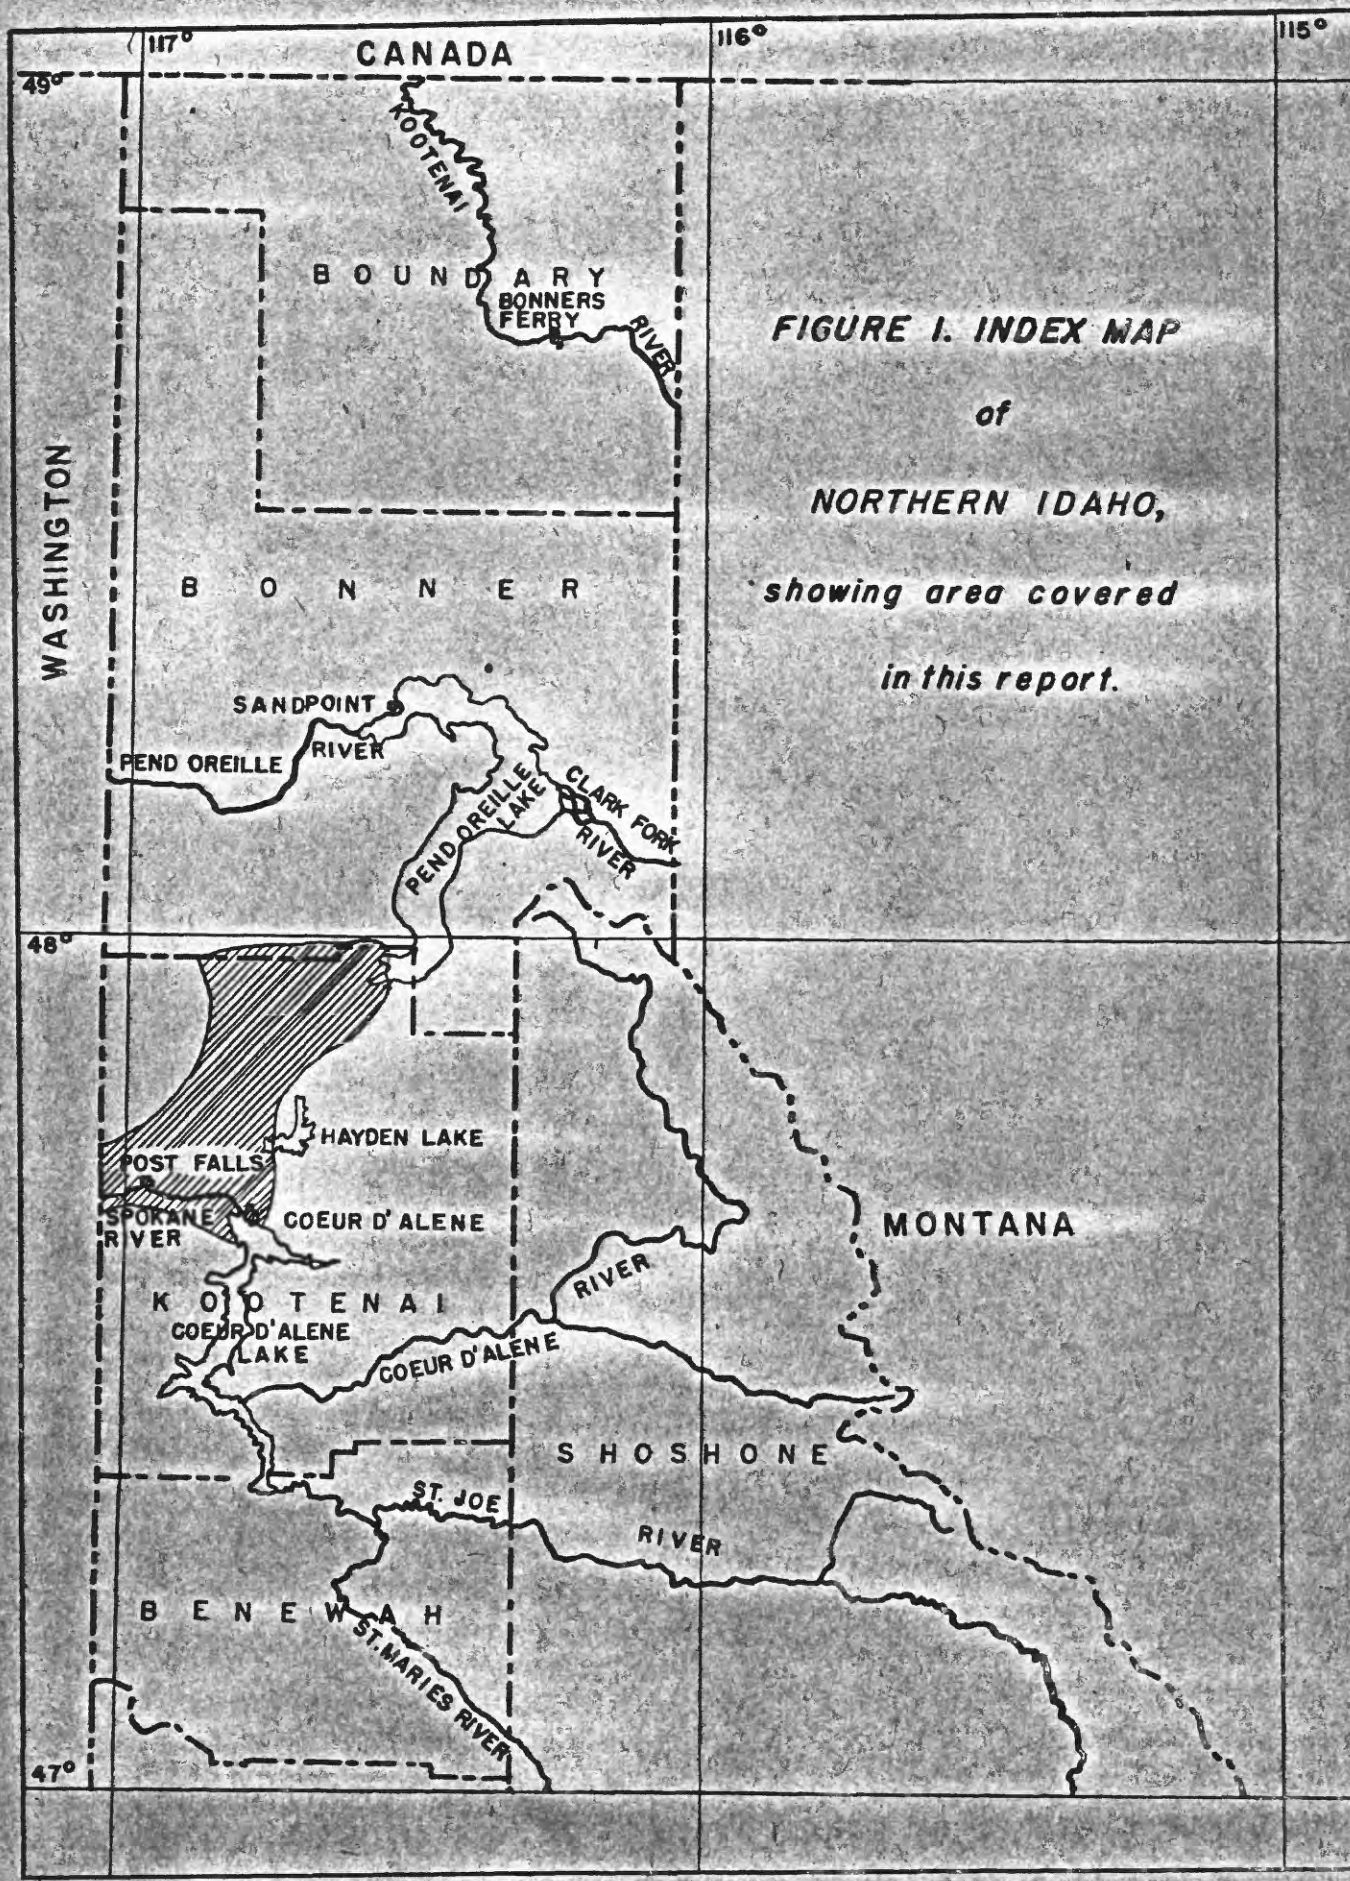 117°
116°
115°
CANADA
49°
KOOTENAI
BOUNDARY
BONNERS
FERRY
RIVER
FIGURE 1. INDEX MAP
of
NORTHERN IDAHO,
showing area covered
in this report.
WASHINGTON
BONNER
SANDPOINT
RIVER
PEND OREILLE
PEND OREILLE
LAKE
CLARK FORK
RIVER
48°
HAYDEN LAKE
POST FALLS
SPOKANE
RIVER
COEUR D'ALENE
MONTANA
RIVER
KOOTENAI
COEUR D'ALENE
LAKE
COEUR D'ALENE
SHOSHONE
ST. JOE
RIVER
BENEWAH
ST. MARIES RIVER
47°